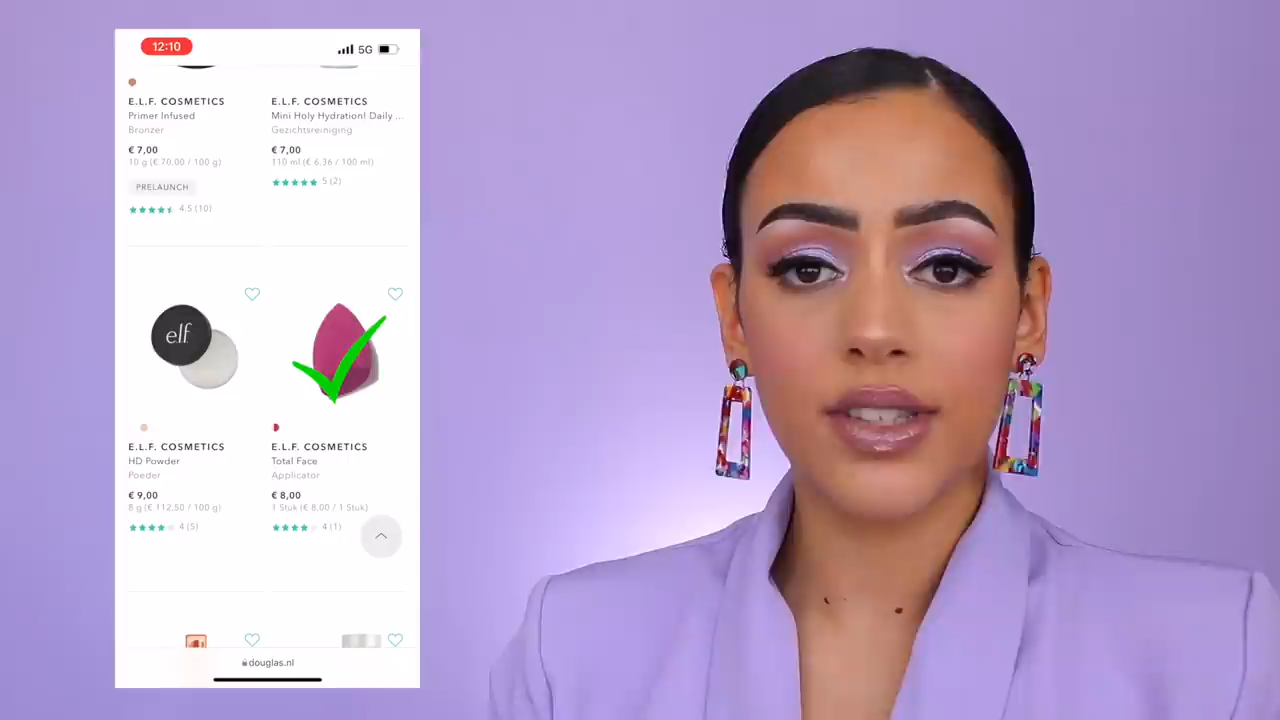 12:10
5G
E.L.F. COSMETICS
Primer Infused
Bronzer
€ 7,00
10 g (€ 70,00 / 100 g)
PRELAUNCH
4.5 (10)
E.L.F. COSMETICS
Mini Holy Hydration! Daily ...
Gezichtsreiniging
€ 7,00
110 ml (€ 6,36 / 100 ml)
5 (2)
elf
E.L.F. COSMETICS
HD Powder
Poeder
€ 9,00
8 g (€ 112,50 / 100 g)
4 (5)
E.L.F. COSMETICS
Total Face
Applicator
€ 8,00
1 Stuk (€ 8,00 / 1 Stuk)
4 (1)
douglas.nl